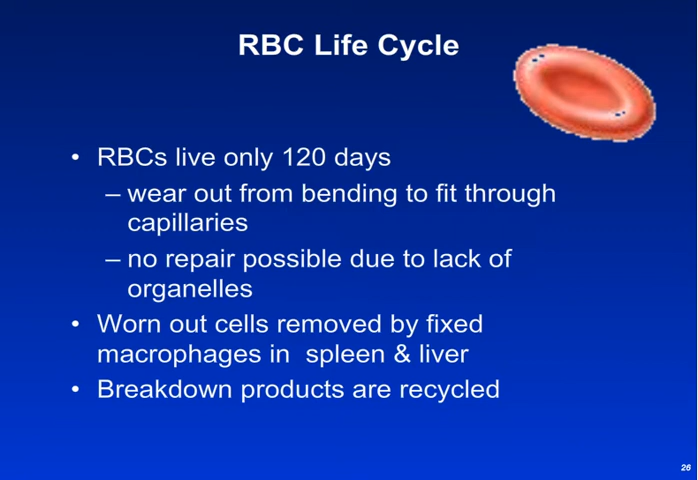 RBC Life Cycle
• RBCs live only 120 days
– wear out from bending to fit through
capillaries
– no repair possible due to lack of
organelles
• Worn out cells removed by fixed
macrophages in  spleen & liver
• Breakdown products are recycled
26